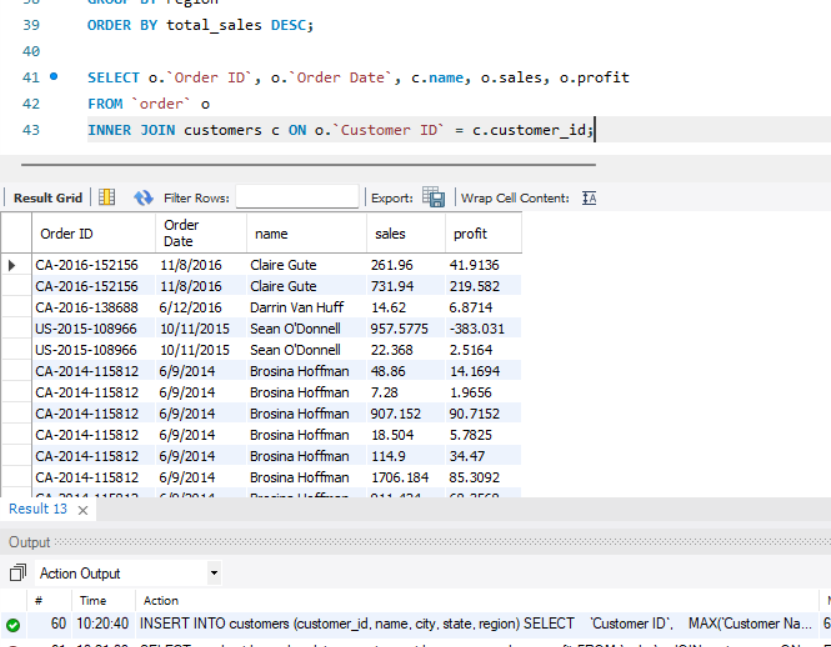 38 GROUP BY region
39 ORDER BY total_sales DESC;
40
41 SELECT o.`Order ID`, o.`Order Date`, c.name, o.sales, o.profit
42 FROM `order` o
43 INNER JOIN customers c ON o.`Customer ID` = c.customer_id;
Result Grid Filter Rows: Export: Wrap Cell Content: IA
Order ID Order Date name sales profit
CA-2016-152156 11/8/2016 Claire Gute 261.96 41.9136
CA-2016-152156 11/8/2016 Claire Gute 731.94 219.582
CA-2016-138688 6/12/2016 Darrin Van Huff 14.62 6.8714
US-2015-108966 10/11/2015 Sean O'Donnell 957.5775 -383.031
US-2015-108966 10/11/2015 Sean O'Donnell 22.368 2.5164
CA-2014-115812 6/9/2014 Brosina Hoffman 48.86 14.1694
CA-2014-115812 6/9/2014 Brosina Hoffman 7.28 1.9656
CA-2014-115812 6/9/2014 Brosina Hoffman 907.152 90.7152
CA-2014-115812 6/9/2014 Brosina Hoffman 18.504 5.7825
CA-2014-115812 6/9/2014 Brosina Hoffman 114.9 34.47
CA-2014-115812 6/9/2014 Brosina Hoffman 1706.184 85.3092
CA-2014-115812 6/9/2014 Brosina Hoffman
Result 13
Output
Action Output
# Time Action
60 10:20:40 INSERT INTO customers (customer_id, name, city, state, region) SELECT `Customer ID`, MAX(`Customer Na... 6